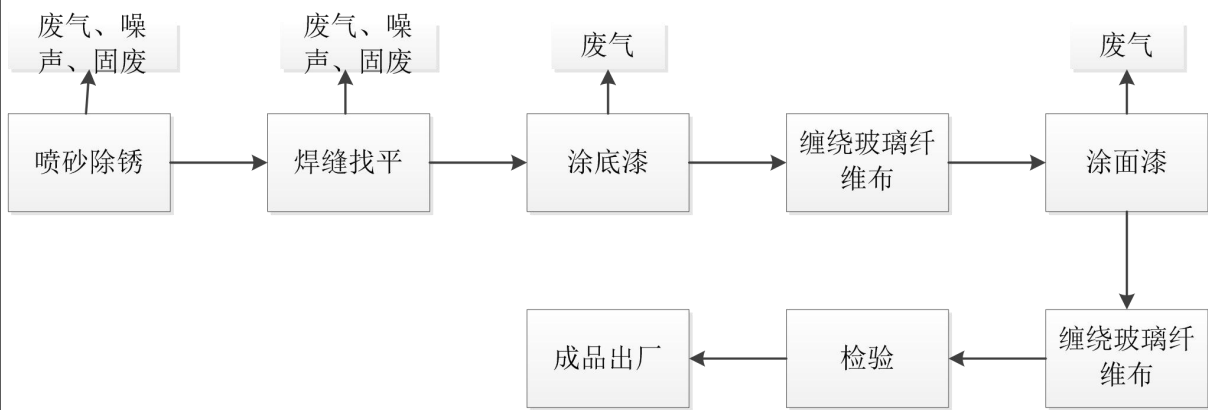 废气、噪
声、固废
废气、噪
声、固废
废气
废气
喷砂除锈
焊缝找平
涂底漆
缠绕玻璃纤
维布
涂面漆
成品出厂
检验
缠绕玻璃纤
维布